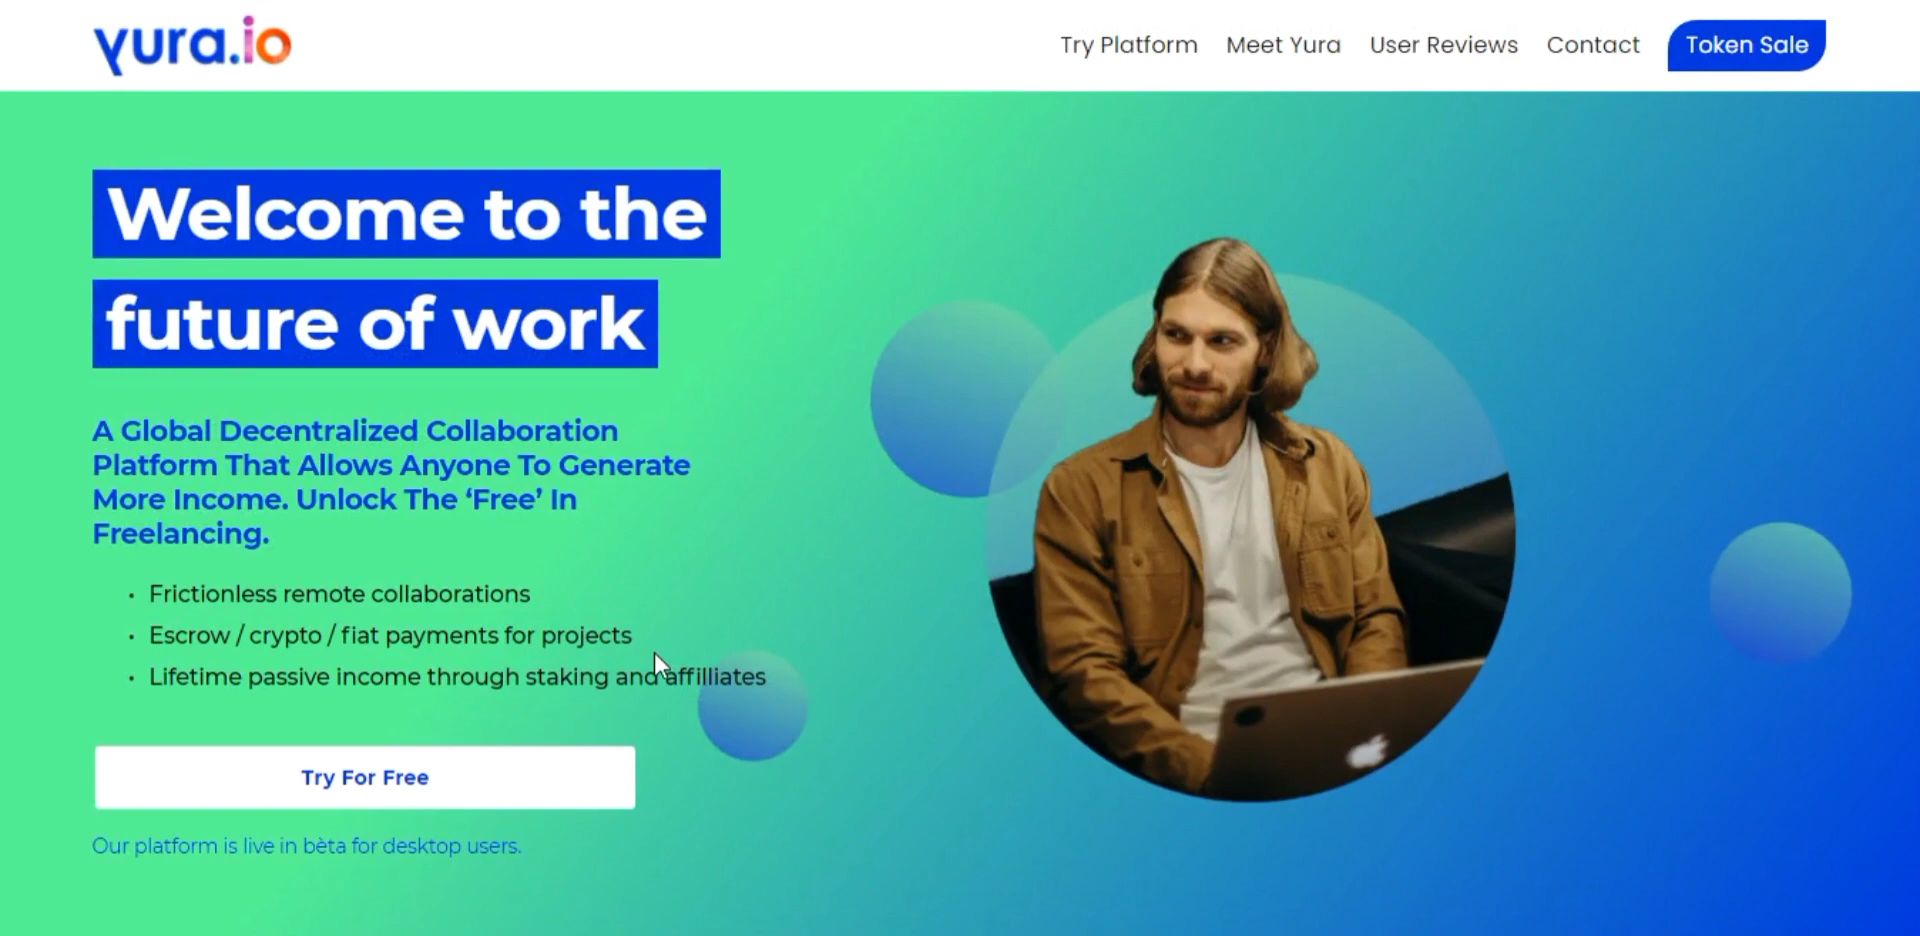 yura.io
Try Platform
Meet Yura
User Reviews
Contact
Token Sale
Welcome to the
future of work
A Global Decentralized Collaboration
Platform That Allows Anyone To Generate
More Income. Unlock The ‘Free’ In
Freelancing.
• Frictionless remote collaborations
• Escrow / crypto / fiat payments for projects
• Lifetime passive income through staking and affilliates
Try For Free
Our platform is live in bèta for desktop users.